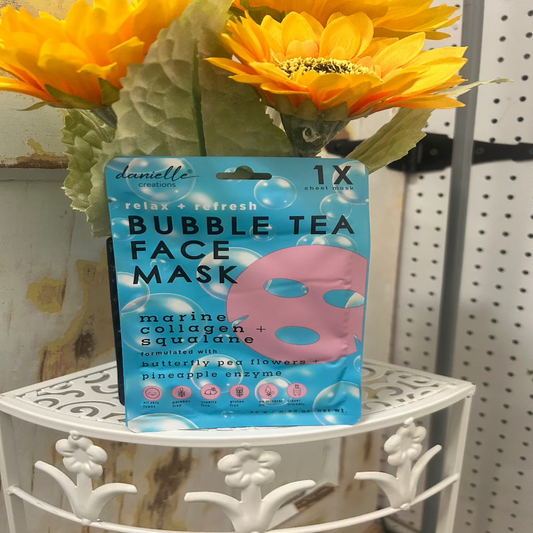 danielle
creations
1X
sheet mask
relax + refresh
BUBBLE TEA
FACE
MASK
marine
collagen +
squalane
formulated with
butterfly pea flowers +
pineapple enzyme